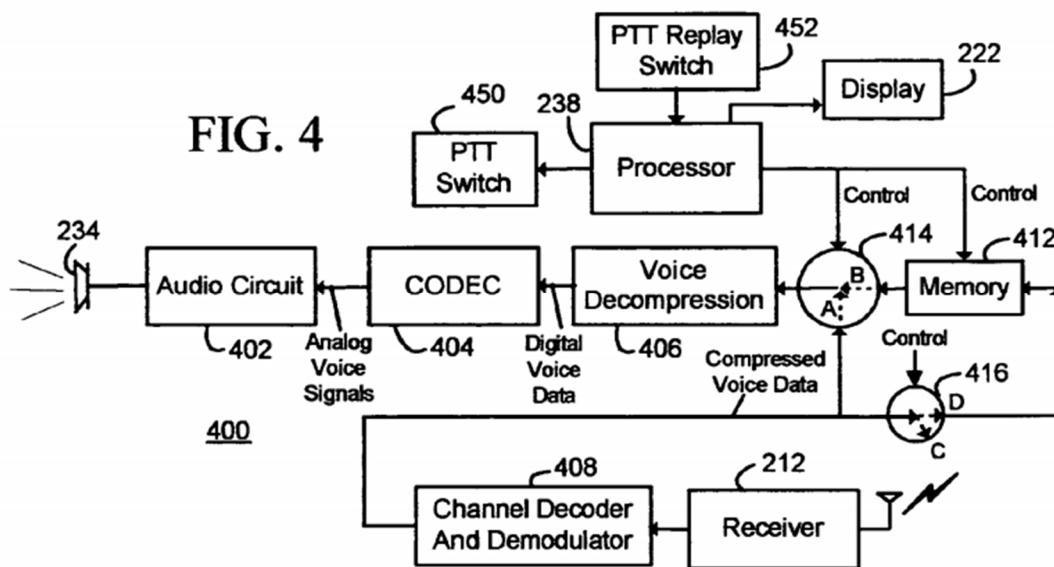 452
PTT Replay
Switch
222
Display
450
238
FIG. 4
PTT
Switch
Processor
Control
Control
234
414
412
Audio Circuit
CODEC
Voice
Decompression
B
A
Memory
402
Analog
Voice
Signals
404
Digital
Voice
Data
406
Compressed
Voice Data
Control
416
D
C
400
408
212
Channel Decoder
And Demodulator
Receiver